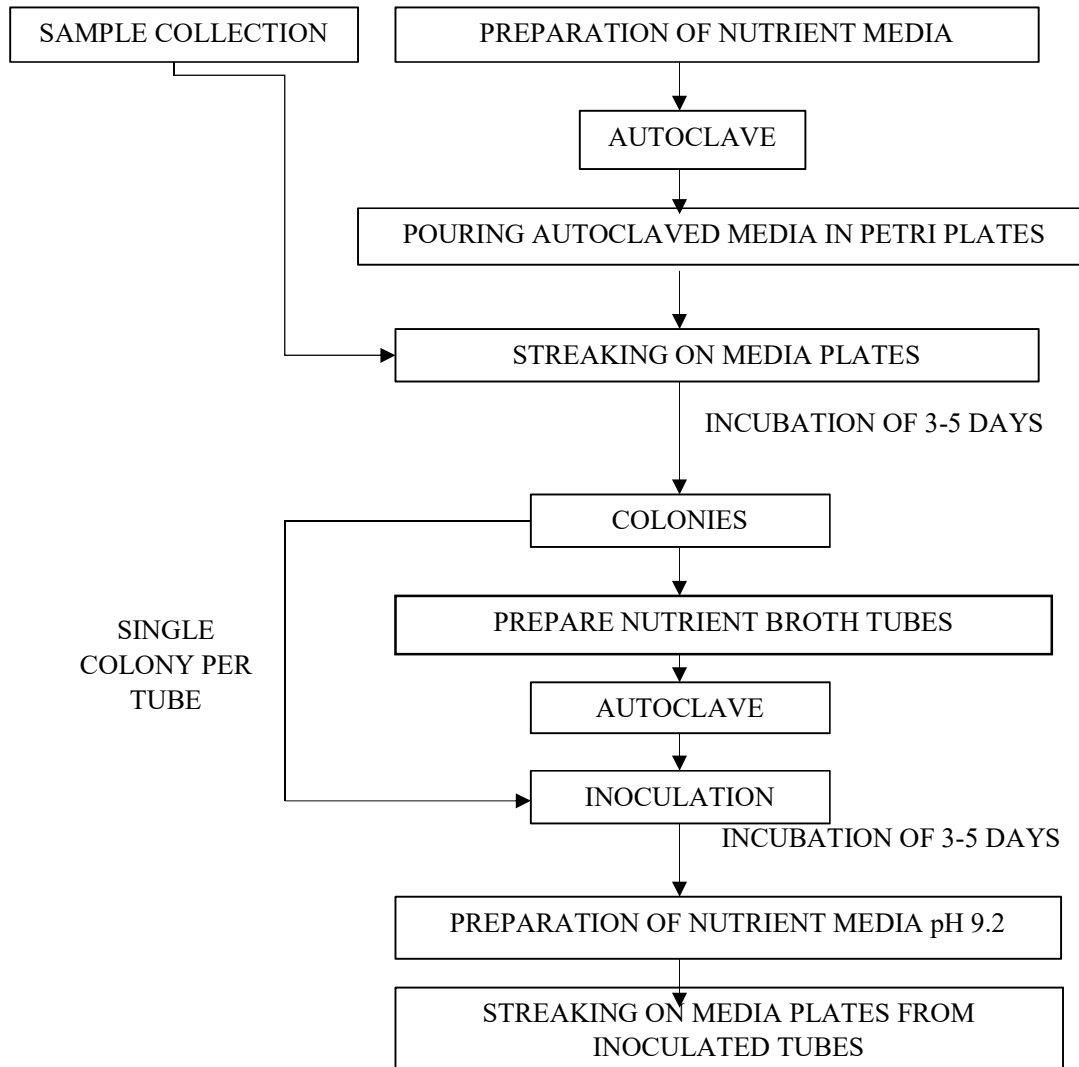 SAMPLE COLLECTION
PREPARATION OF NUTRIENT MEDIA
AUTOCLAVE
POURING AUTOCLAVED MEDIA IN PETRI PLATES
STREAKING ON MEDIA PLATES
INCUBATION OF 3-5 DAYS
COLONIES
PREPARE NUTRIENT BROTH TUBES
SINGLE
COLONY PER
TUBE
AUTOCLAVE
INOCULATION
INCUBATION OF 3-5 DAYS
PREPARATION OF NUTRIENT MEDIA pH 9.2
STREAKING ON MEDIA PLATES FROM
INOCULATED TUBES